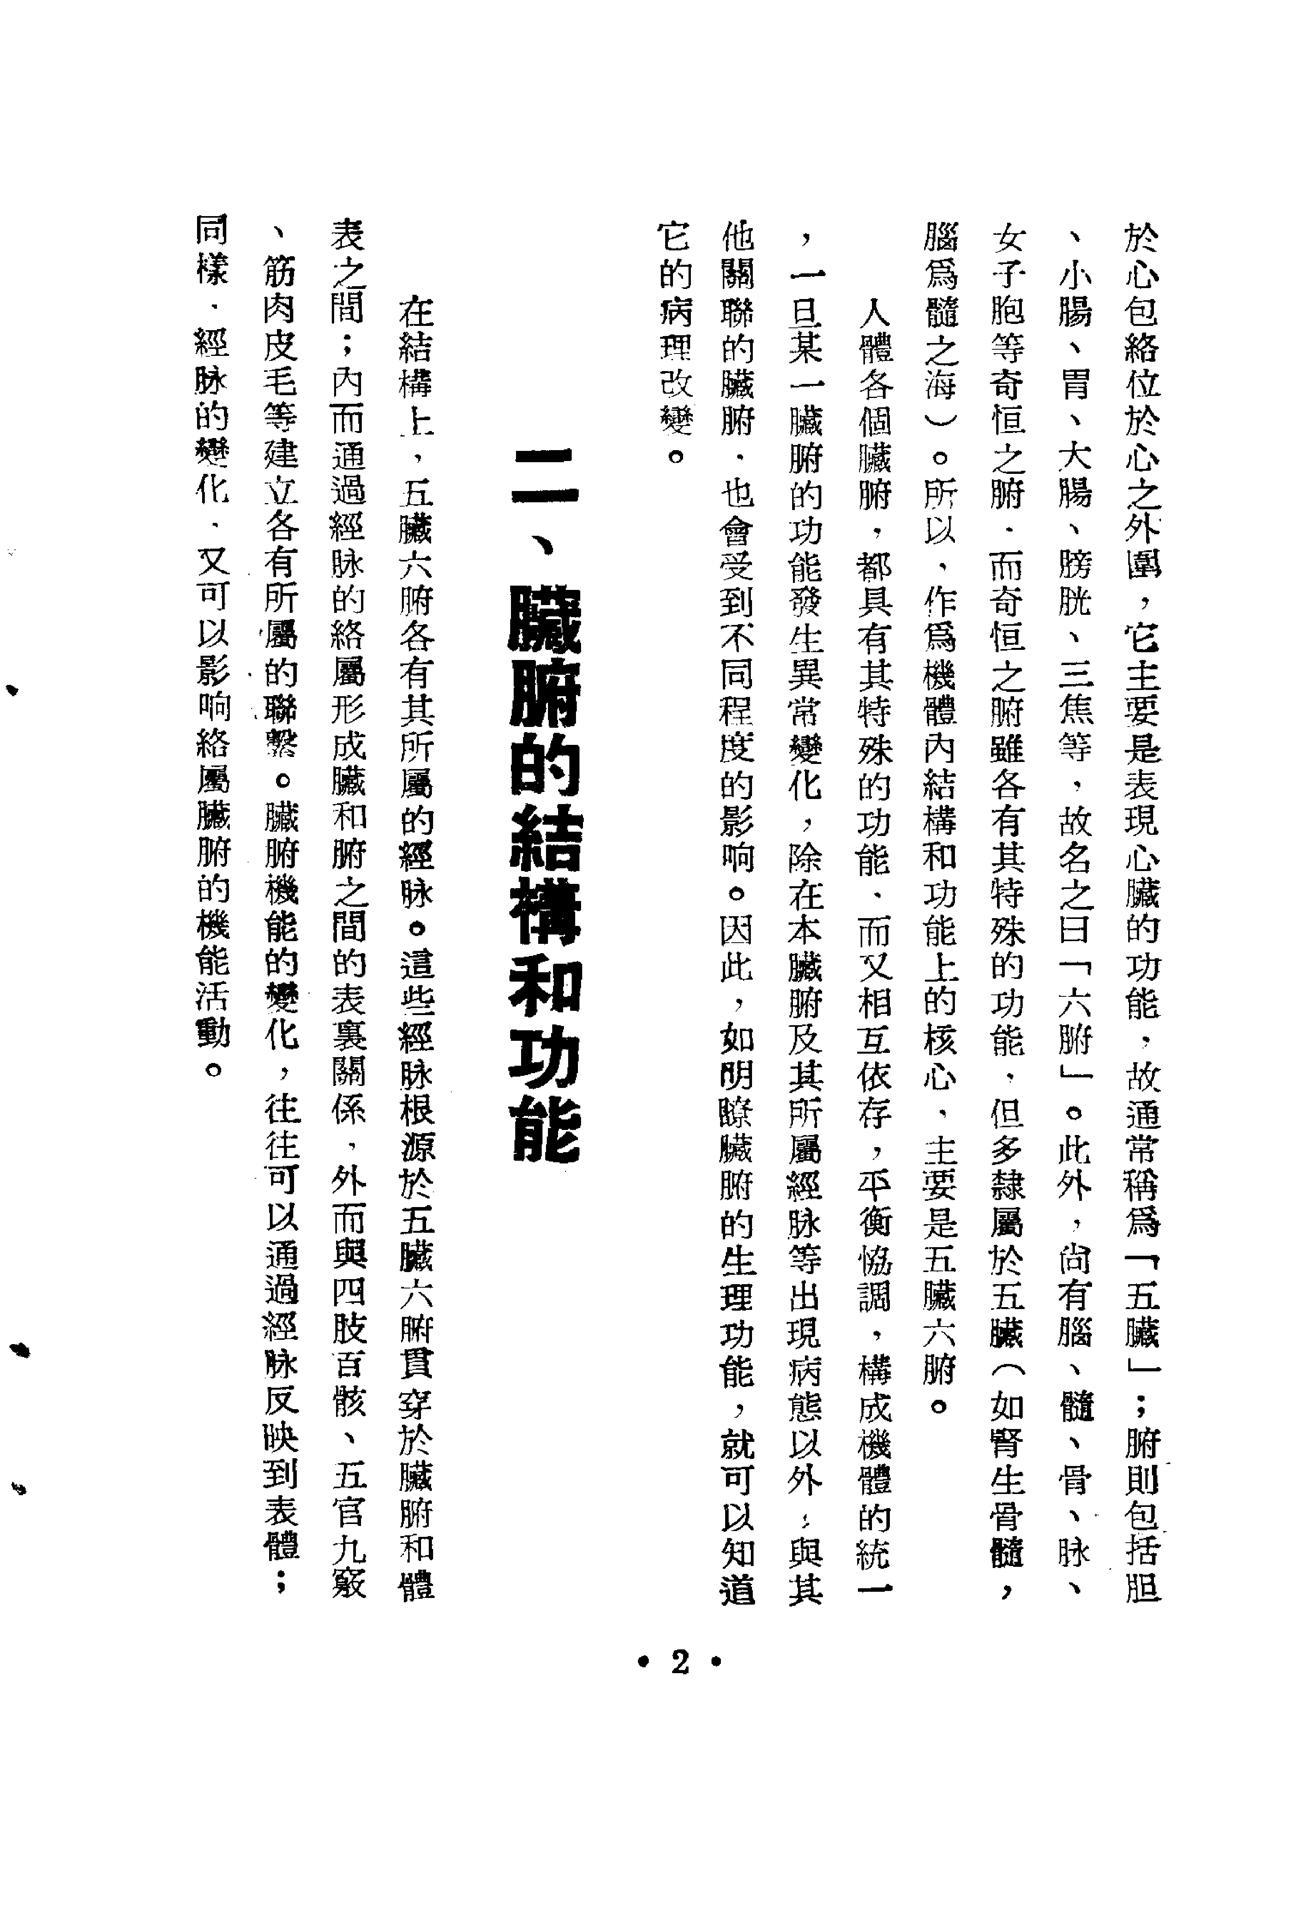 於心包絡位於心之外圍，它主要是表現心臟的功能，故通常稱爲「五臟」；腑則包括胆
、小腸、胃、大腸、膀胱、三焦等，故名之曰「六腑」。此外，尙有腦、髓、骨、脉、
女子胞等奇恒之腑．而奇恒之腑雖各有其特殊的功能，但多隸屬於五臟（如腎生骨髓，
腦爲髓之海）。所以，作爲機體內結構和功能上的核心，主要是五臟六腑。
人體各個臟腑，都具有其特殊的功能、而又相互依存，平衡恊調，構成機體的統一
，一旦某一臟腑的功能發生異常變化，除在本臟腑及其所屬經脉等出現病態以外，與其
他關聯的臟腑．也會受到不同程度的影响。因此，如明瞭臟腑的生理功能，就可以知道
它的病理改變。
二、臟腑的結構和功能
在結構上，五臟六腑各有其所屬的經脉。這些經脉根源於五臟六腑貫穿於臟腑和體
表之間；內而通過經脉的絡屬形成臟和腑之間的表裏關係，外而與四肢百骸、五官九竅
、筋肉皮毛等建立各有所屬的聯繫。臟腑機能的變化，往往可以通過經脉反映到表體；
同樣．經脉的變化．又可以影响絡屬臟腑的機能活動。
• 2 •